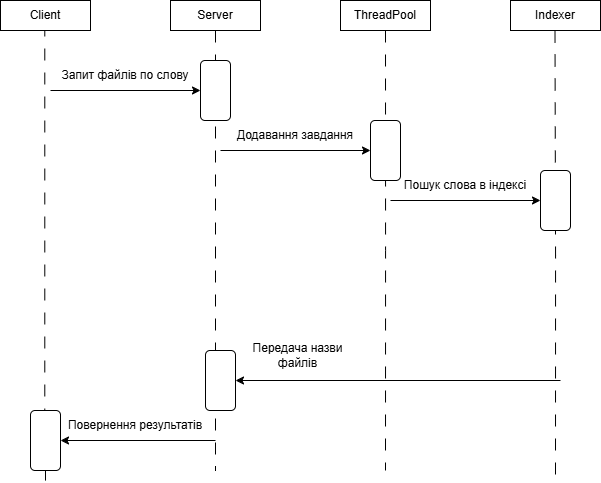 Client
Server
ThreadPool
Indexer
Запит файлів по слову
Додавання завдання
Пошук слова в індексі
Передача назви
файлів
Повернення результатів